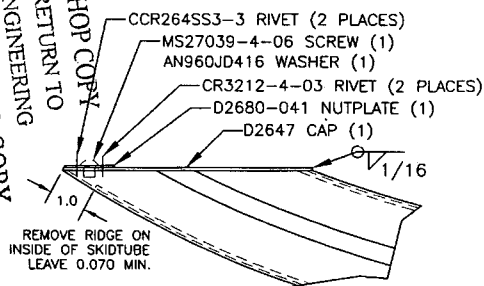 CCR264SS3-3 RIVET (2 PLACES)
MS27039-4-06 SCREW (1)
AN960JD416 WASHER (1)
CR3212-4-03 RIVET (2 PLACES)
D2680-041 NUTPLATE (1)
D2647 CAP (1)
1/16
1.0
REMOVE RIDGE ON
INSIDE OF SKIDTUBE
LEAVE 0.070 MIN.
HOP COPY
RETURN TO
NGINEERING
COPY